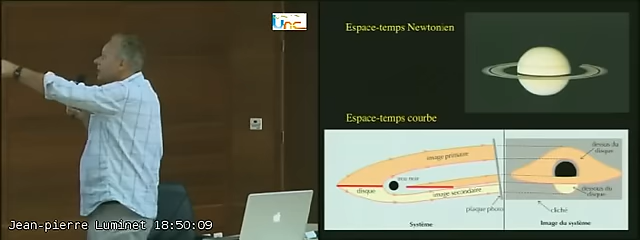 Unc
Espace-temps Newtonien
Espace-temps courbe
image primaire
trou noir
disque
image secondaire
plaque photo
Système
dessus du disque
dessous du disque
cliché
Image du système
Jean-pierre Luminet 18:50:09